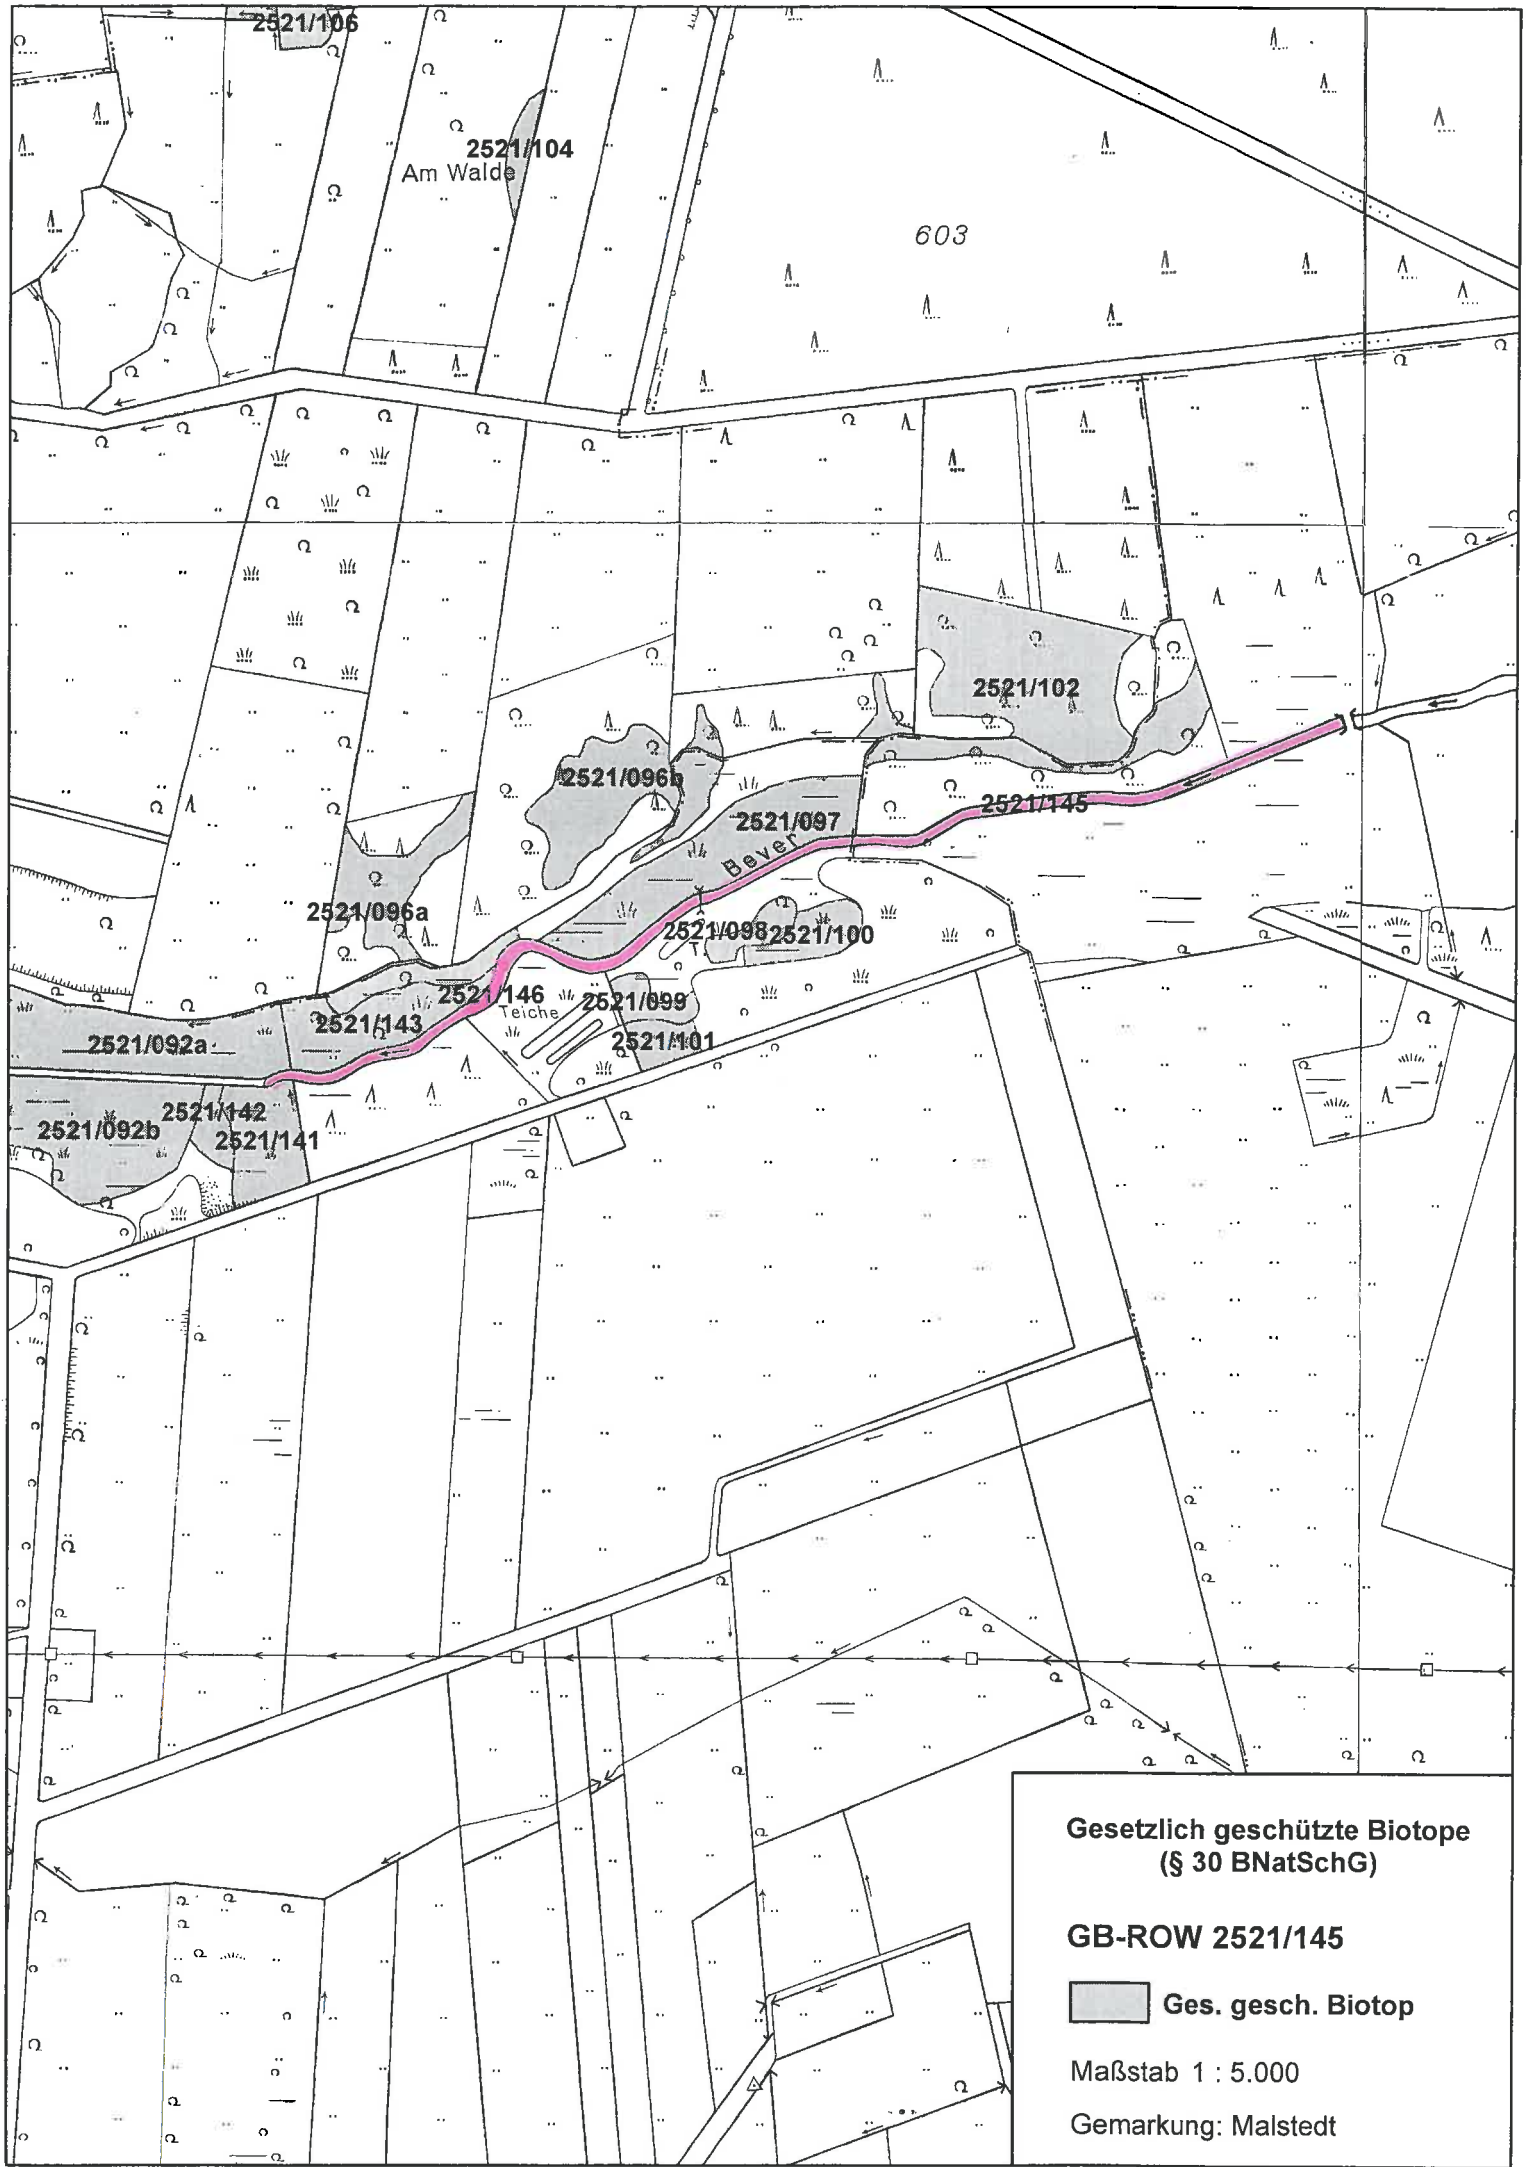 2521/106
2521/104
Am Walde
603
2521/102
2521/096b
2521/145
2521/097
Bever
2521/096a
2521/098
2521/100
T.
2521/146
2521/099
Teiche
2521/143
2521/101
2521/092a
2521/142
2521/092b
2521/141
Gesetzlich geschützte Biotope
(§ 30 BNatSchG)
GB-ROW 2521/145
Ges. gesch. Biotop
Maßstab 1 : 5.000
Gemarkung: Malstedt